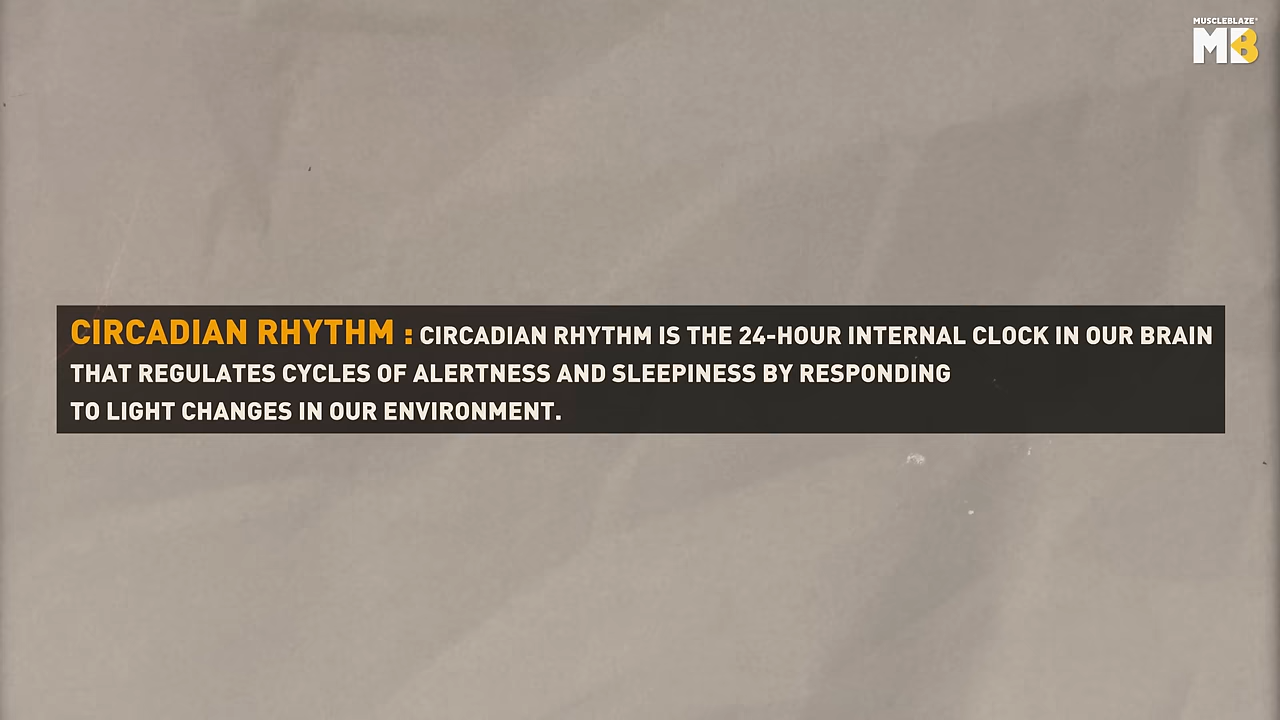 MUSCLEBLAZE®
MB
CIRCADIAN RHYTHM : CIRCADIAN RHYTHM IS THE 24-HOUR INTERNAL CLOCK IN OUR BRAIN
THAT REGULATES CYCLES OF ALERTNESS AND SLEEPINESS BY RESPONDING
TO LIGHT CHANGES IN OUR ENVIRONMENT.